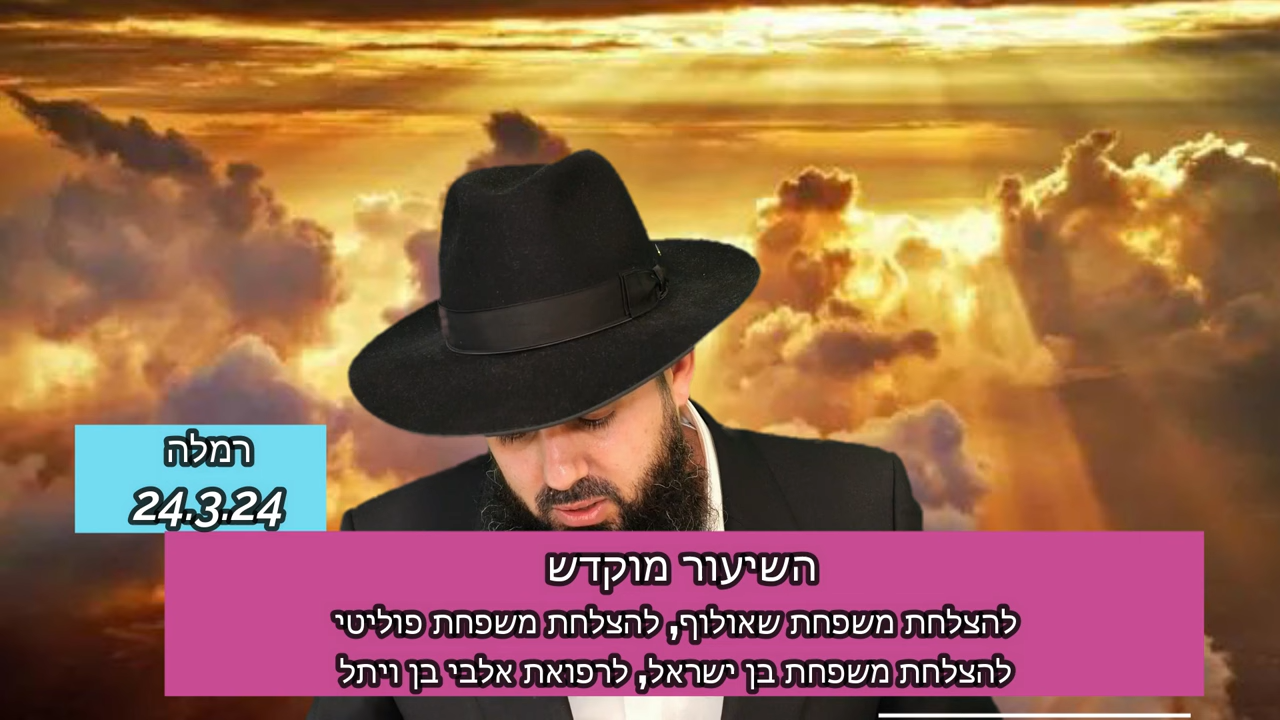 רמלה
24.3.24
השיעור מוקדש
להצלחת משפחת שאולוף, להצלחת משפחת פוליטי
להצלחת משפחת בן ישראל, לרפואת אלבי בן ויתל